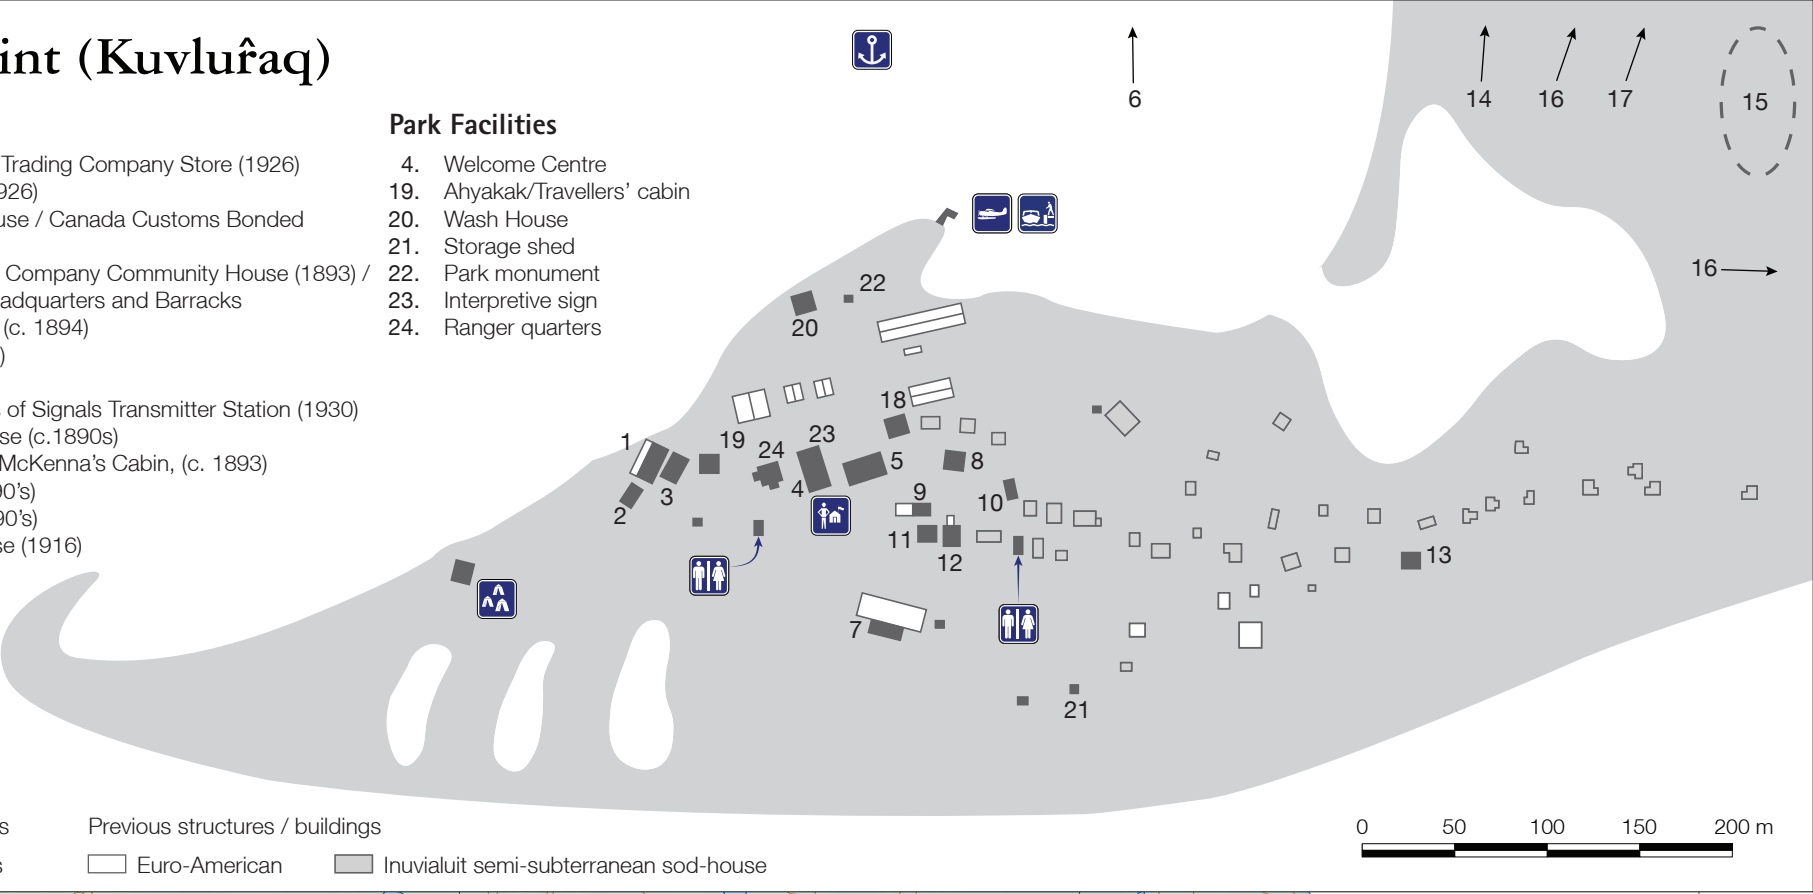 int (Kuvlur̂aq)
Trading Company Store (1926)
926)
use / Canada Customs Bonded
Company Community House (1893) /
adquarters and Barracks
(c. 1894)
)
s of Signals Transmitter Station (1930)
se (c.1890s)
McKenna's Cabin, (c. 1893)
90's)
90's)
se (1916)
Park Facilities
4. Welcome Centre
19. Ahyakak/Travellers' cabin
20. Wash House
21. Storage shed
22. Park monument
23. Interpretive sign
24. Ranger quarters
6
14
16
17
15
16
22
20
18
1
19
24
23
4
5
8
3
2
9
10
11
12
13
7
21
s
Previous structures / buildings
s
Euro-American
Inuvialuit semi-subterranean sod-house
0 50 100 150 200 m